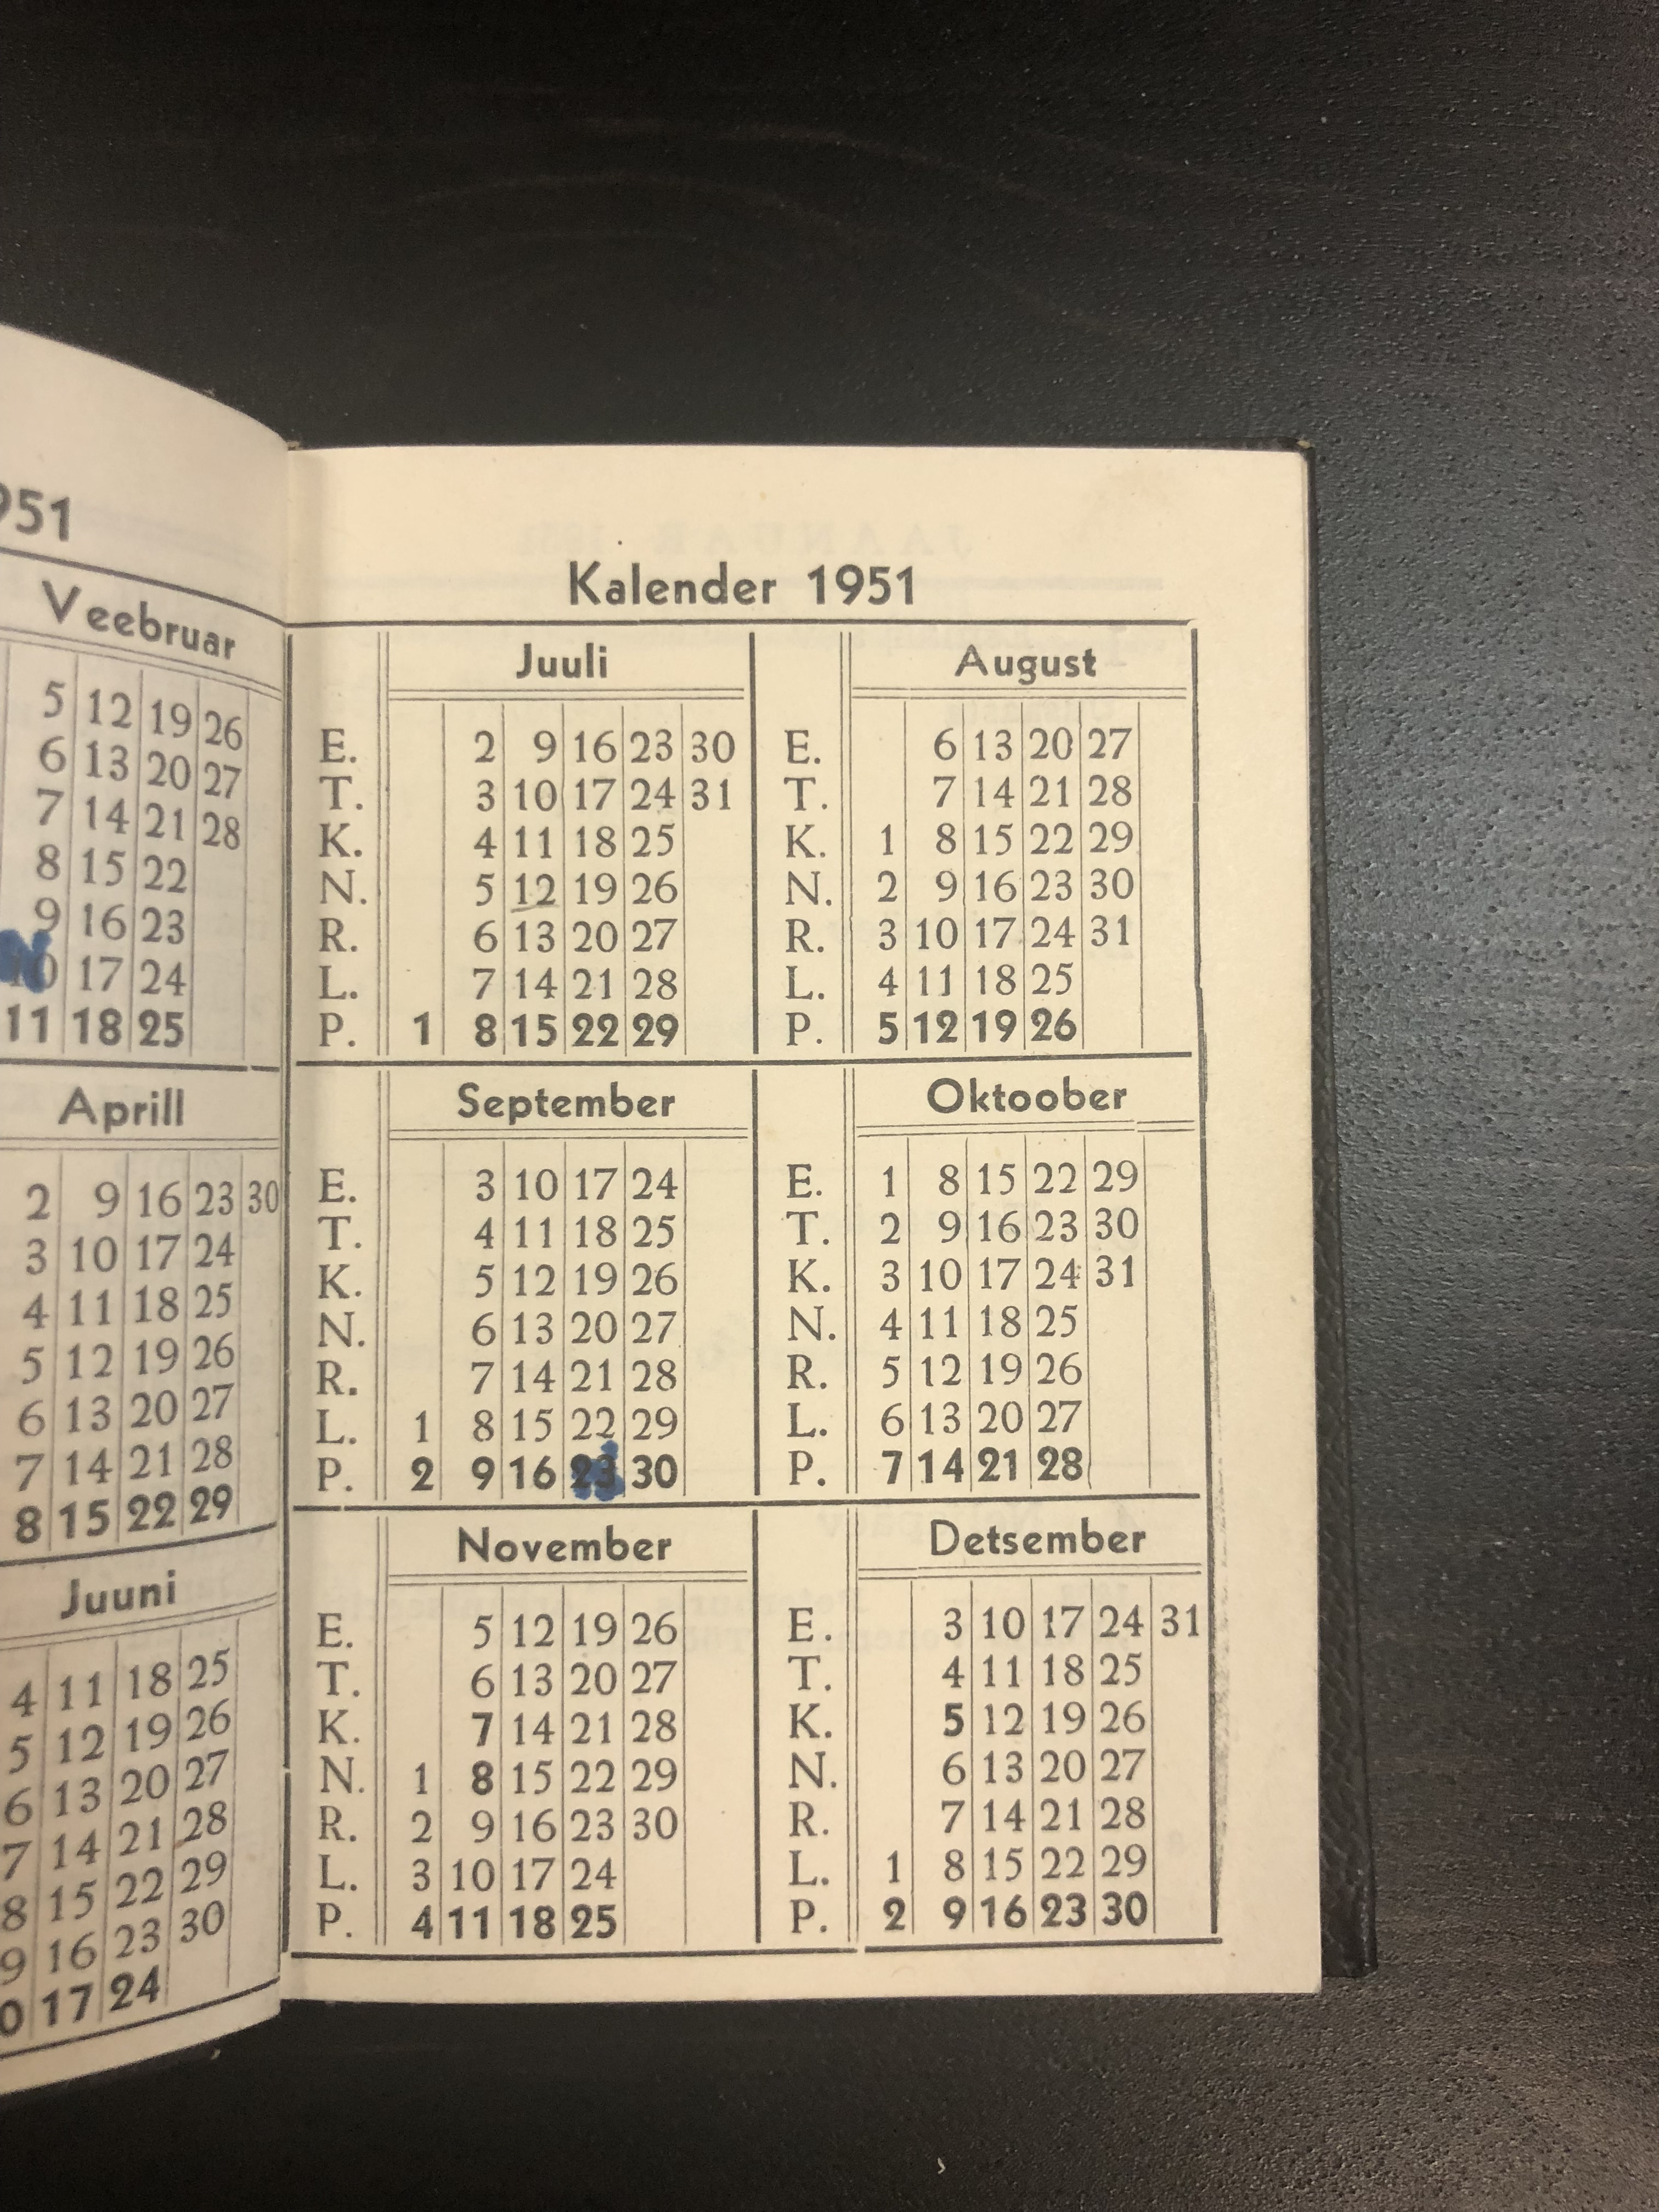 951
Veebruar
5 12 19 26
6 13 20 27
7 14 21 28
8 15 22
9 16 23
10 17 24
11 18 25
Aprill
2 9 16 23 30
3 10 17 24
4 11 18 25
5 12 19 26
6 13 20 27
7 14 21 28
8 15 22 29
Juuni
4 11 18 25
5 12 19 26
6 13 20 27
7 14 21 28
8 15 22 29
9 16 23 30
0 17 24
Kalender 1951
Juuli
E. 2 9 16 23 30
T. 3 10 17 24 31
K. 4 11 18 25
N. 5 12 19 26
R. 6 13 20 27
L. 7 14 21 28
P. 1 8 15 22 29
August
E. 6 13 20 27
T. 7 14 21 28
K. 1 8 15 22 29
N. 2 9 16 23 30
R. 3 10 17 24 31
L. 4 11 18 25
P. 5 12 19 26
September
E. 3 10 17 24
T. 4 11 18 25
K. 5 12 19 26
N. 6 13 20 27
R. 7 14 21 28
L. 1 8 15 22 29
P. 2 9 16 23 30
Oktoober
E. 1 8 15 22 29
T. 2 9 16 23 30
K. 3 10 17 24 31
N. 4 11 18 25
R. 5 12 19 26
L. 6 13 20 27
P. 7 14 21 28
November
E. 5 12 19 26
T. 6 13 20 27
K. 7 14 21 28
N. 1 8 15 22 29
R. 2 9 16 23 30
L. 3 10 17 24
P. 4 11 18 25
Detsember
E. 3 10 17 24 31
T. 4 11 18 25
K. 5 12 19 26
N. 6 13 20 27
R. 7 14 21 28
L. 1 8 15 22 29
P. 2 9 16 23 30